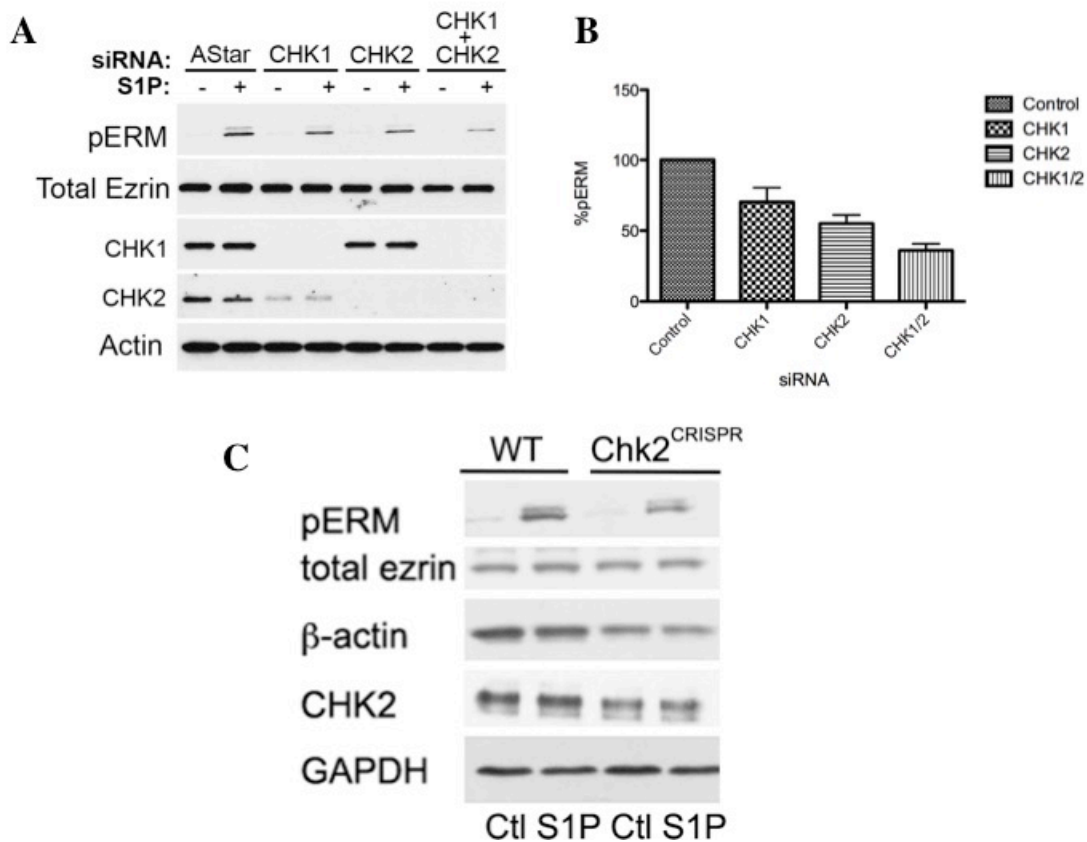 A
siRNA: AStar CHK1 CHK2 CHK1 + CHK2
S1P: - + - + - + - +
pERM
Total Ezrin
CHK1
CHK2
Actin
B
150
100
50
0
%pERM
Control
CHK1
CHK2
CHK1/2
siRNA
Control
CHK1
CHK2
CHK1/2
C
WT Chk2CRISPR
pERM
total ezrin
β-actin
CHK2
GAPDH
Ctl S1P Ctl S1P